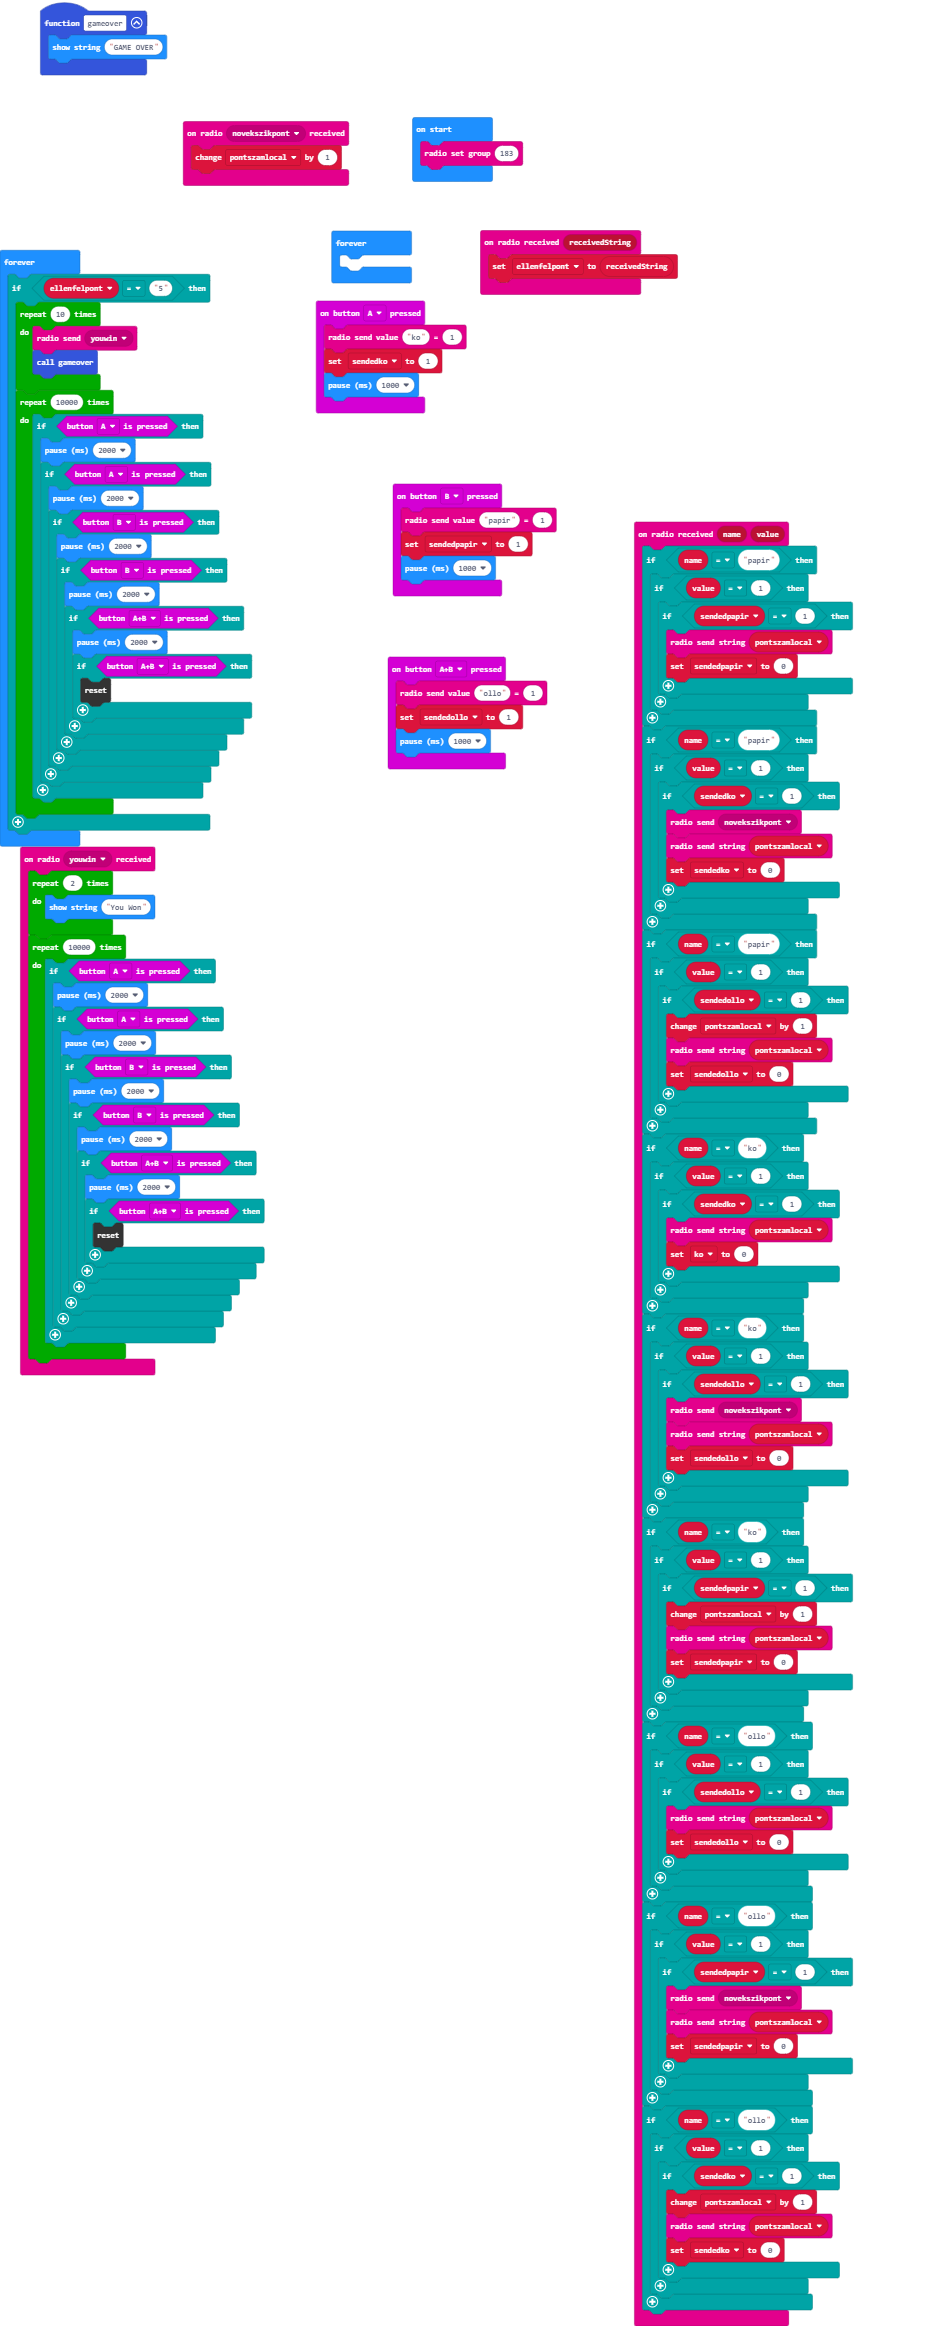 function gameover
show string "GAME OVER"
on radio novekszikpont received
change pontszamlocal by 1
on start
radio set group 183
forever
on radio received receivedString
set ellenfelpont to receivedString
forever
if ellenfelpont = "5" then
repeat 10 times
do
radio send youwin
call gameover
repeat 10000 times
do if button A is pressed then
pause (ms) 2000
if button A is pressed then
pause (ms) 2000
if button B is pressed then
pause (ms) 2000
if button B is pressed then
pause (ms) 2000
if button A+B is pressed then
pause (ms) 2000
if button A+B is pressed then
reset
on button A pressed
radio send value "ko" = 1
set sendedko to 1
pause (ms) 1000
on button B pressed
radio send value "papir" = 1
set sendedpapir to 1
pause (ms) 1000
on button A+B pressed
radio send value "ollo" = 1
set sendedollo to 1
pause (ms) 1000
on radio youwin received
repeat 2 times
do show string "You Won"
repeat 10000 times
do if button A is pressed then
pause (ms) 2000
if button A is pressed then
pause (ms) 2000
if button B is pressed then
pause (ms) 2000
if button B is pressed then
pause (ms) 2000
if button A+B is pressed then
pause (ms) 2000
if button A+B is pressed then
reset
on radio received name value
if name = "papir" then
if value = 1 then
if sendedpapir = 1 then
radio send string pontszamlocal
set sendedpapir to 0
if name = "papir" then
if value = 1 then
if sendedko = 1 then
radio send novekszikpont
radio send string pontszamlocal
set sendedko to 0
if name = "papir" then
if value = 1 then
if sendedollo = 1 then
change pontszamlocal by 1
radio send string pontszamlocal
set sendedollo to 0
if name = "ko" then
if value = 1 then
if sendedko = 1 then
radio send string pontszamlocal
set ko to 0
if name = "ko" then
if value = 1 then
if sendedollo = 1 then
radio send novekszikpont
radio send string pontszamlocal
set sendedollo to 0
if name = "ko" then
if value = 1 then
if sendedpapir = 1 then
change pontszamlocal by 1
radio send string pontszamlocal
set sendedpapir to 0
if name = "ollo" then
if value = 1 then
if sendedollo = 1 then
radio send string pontszamlocal
set sendedollo to 0
if name = "ollo" then
if value = 1 then
if sendedpapir = 1 then
radio send novekszikpont
radio send string pontszamlocal
set sendedpapir to 0
if name = "ollo" then
if value = 1 then
if sendedko = 1 then
change pontszamlocal by 1
radio send string pontszamlocal
set sendedko to 0